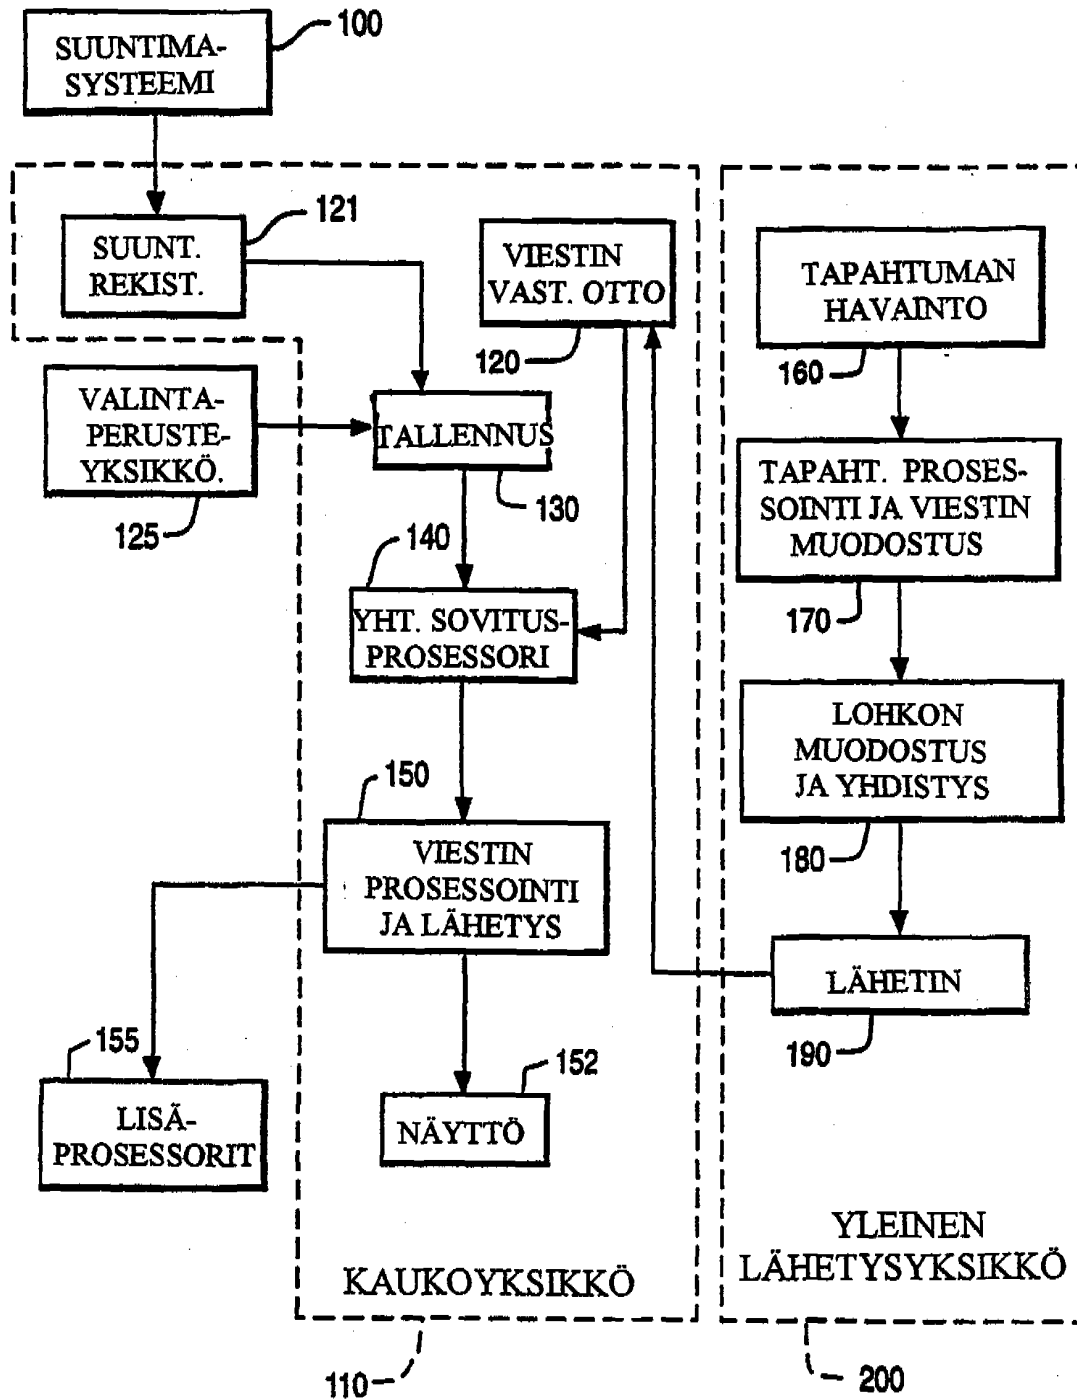 100
SUUNTIMA-
SYSTEEMI
121
SUUNT.
REKIST.
VIESTIN
VAST. OTTO
120
TAPAHTUMAN
HAVAINTO
160
VALINTA-
PERUSTE-
YKSIKKÖ.
125
TALLENNUS
130
TAPAHT. PROSES-
SOINTI JA VIESTIN
MUODOSTUS
170
140
YHT. SOVITUS-
PROSESSORI
LOHKON
MUODOSTUS
JA YHDISTYS
180
150
VIESTIN
PROSESSOINTI
JA LÄHETYS
LÄHETIN
190
155
LISÄ-
PROSESSORIT
152
NÄYTTÖ
KAUKOYKSIKKÖ
110
YLEINEN
LÄHETYSYKSIKKÖ
200